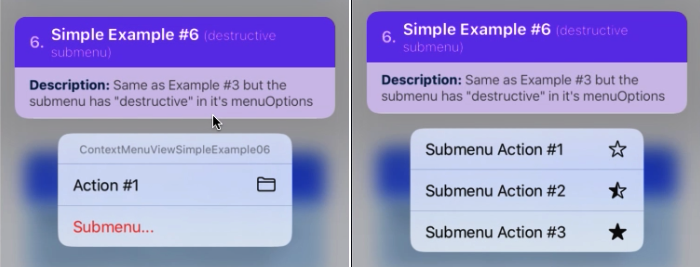 6. Simple Example #6 (destructive
submenu)
Description: Same as Example #3 but the
submenu has "destructive" in it's menuOptions
ContextMenuViewSimpleExample06
Action #1
Submenu...
6. Simple Example #6 (destructive
submenu)
Description: Same as Example #3 but the
submenu has "destructive" in it's menuOptions
Submenu Action #1
Submenu Action #2
Submenu Action #3